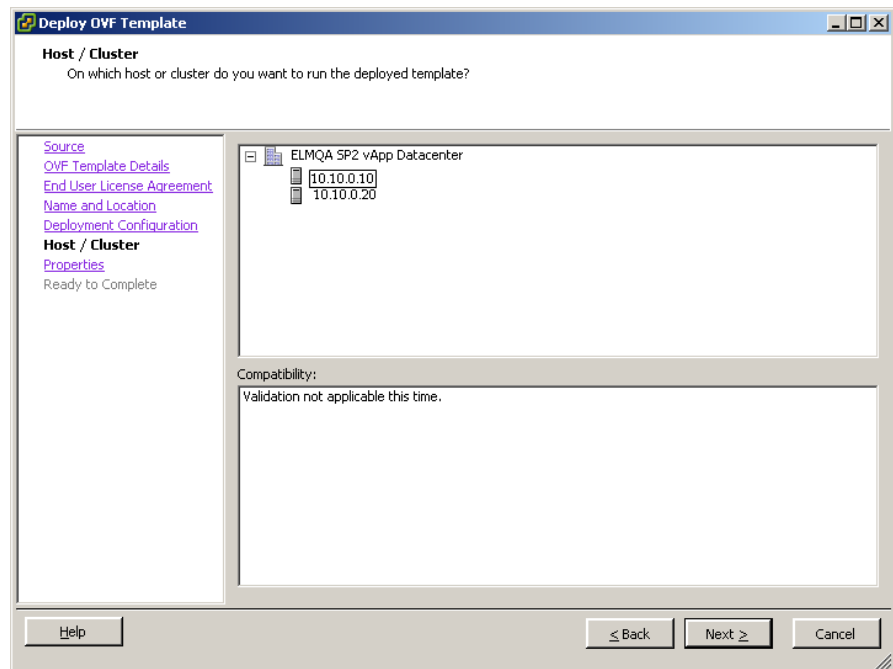 Deploy OVF Template
Host / Cluster
On which host or cluster do you want to run the deployed template?
Source
OVF Template Details
End User License Agreement
Name and Location
Deployment Configuration
Host / Cluster
Properties
Ready to Complete
ELMQA SP2 vApp Datacenter
10.10.0.10
10.10.0.20
Compatibility:
Validation not applicable this time.
Help
< Back
Next >
Cancel